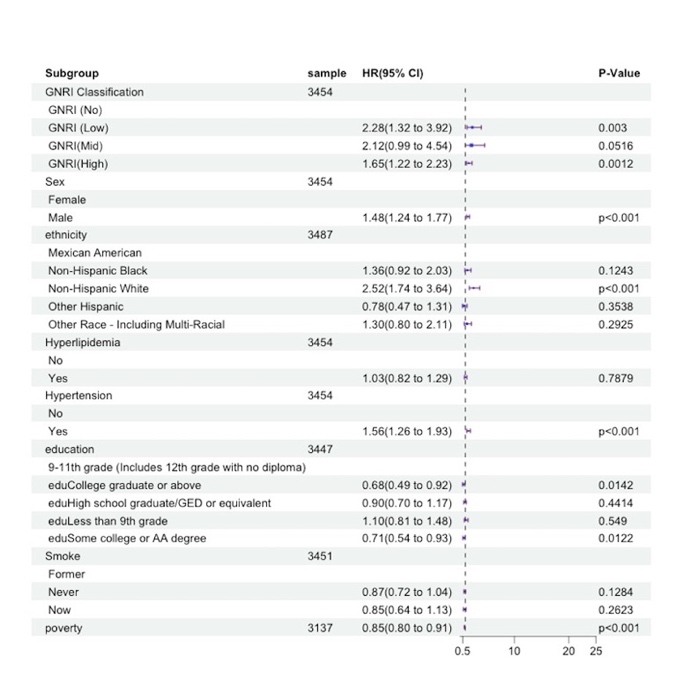 Subgroup sample HR(95% CI) P-Value
GNRI Classification 3454
GNRI (No)
GNRI (Low) 2.28(1.32 to 3.92) 0.003
GNRI(Mid) 2.12(0.99 to 4.54) 0.0516
GNRI(High) 1.65(1.22 to 2.23) 0.0012
Sex 3454
Female
Male 1.48(1.24 to 1.77) p<0.001
ethnicity 3487
Mexican American
Non-Hispanic Black 1.36(0.92 to 2.03) 0.1243
Non-Hispanic White 2.52(1.74 to 3.64) p<0.001
Other Hispanic 0.78(0.47 to 1.31) 0.3538
Other Race - Including Multi-Racial 1.30(0.80 to 2.11) 0.2925
Hyperlipidemia 3454
No
Yes 1.03(0.82 to 1.29) 0.7879
Hypertension 3454
No
Yes 1.56(1.26 to 1.93) p<0.001
education 3447
9-11th grade (Includes 12th grade with no diploma)
eduCollege graduate or above 0.68(0.49 to 0.92) 0.0142
eduHigh school graduate/GED or equivalent 0.90(0.70 to 1.17) 0.4414
eduLess than 9th grade 1.10(0.81 to 1.48) 0.549
eduSome college or AA degree 0.71(0.54 to 0.93) 0.0122
Smoke 3451
Former
Never 0.87(0.72 to 1.04) 0.1284
Now 0.85(0.64 to 1.13) 0.2623
poverty 3137 0.85(0.80 to 0.91) p<0.001
0.5 10 20 25